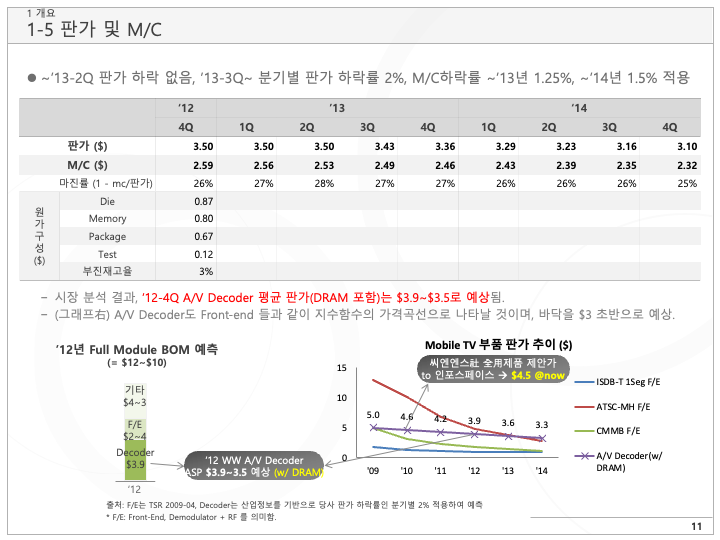 1 개요
1-5 판가 및 M/C
● ~’13-2Q 판가 하락 없음, ’13-3Q~ 분기별 판가 하락률 2%, M/C하락률 ~’13년 1.25%, ~’14년 1.5% 적용
’12 ’13 ’14
4Q 1Q 2Q 3Q 4Q 1Q 2Q 3Q 4Q
판가 ($) 3.50 3.50 3.50 3.43 3.36 3.29 3.23 3.16 3.10
M/C ($) 2.59 2.56 2.53 2.49 2.46 2.43 2.39 2.35 2.32
마진률 (1 - mc/판가) 26% 27% 28% 27% 27% 26% 26% 26% 25%
원가구성($)
Die 0.87
Memory 0.80
Package 0.67
Test 0.12
부진재고율 3%
– 시장 분석 결과, ‘12-4Q A/V Decoder 평균 판가(DRAM 포함)는 $3.9~$3.5로 예상됨.
– (그래프右) A/V Decoder도 Front-end 들과 같이 지수함수의 가격곡선으로 나타날 것이며, 바닥을 $3 초반으로 예상.
’12년 Full Module BOM 예측
(= $12~$10)
기타
$4~3
F/E
$2~4
Decoder
$3.9
’12
’12 WW A/V Decoder
ASP $3.9~3.5 예상 (w/ DRAM)
Mobile TV 부품 판가 추이 ($)
씨엔엔스社 全用제품 제안가
to 인포스페이스 → $4.5 @now
15
10
5
0
5.0 4.6 4.2 3.9 3.6 3.3
’09 ’10 ’11 ’12 ’13 ’14
ISDB-T 1Seg F/E
ATSC-MH F/E
CMMB F/E
A/V Decoder(w/
DRAM)
출처: F/E는 TSR 2009-04, Decoder는 산업정보를 기반으로 당사 판가 하락률인 분기별 2% 적용하여 예측
* F/E: Front-End, Demodulator + RF 를 의미함.
11